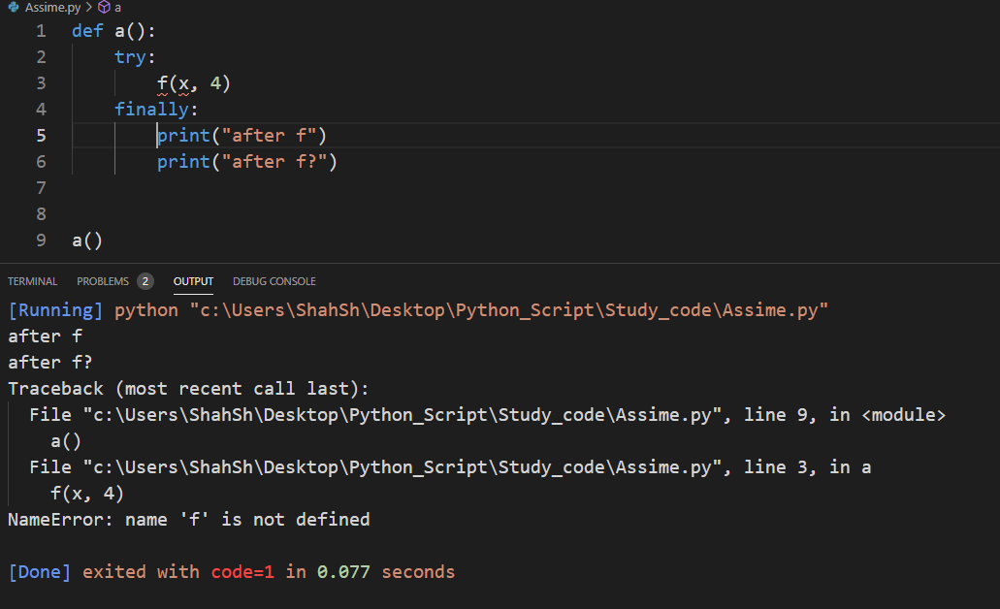 Assime.py > a
1 def a():
2     try:
3         f(x, 4)
4     finally:
5         print("after f")
6         print("after f?")
7
8
9 a()
TERMINAL PROBLEMS 2 OUTPUT DEBUG CONSOLE
[Running] python "c:\Users\ShahSh\Desktop\Python_Script\Study_code\Assime.py"
after f
after f?
Traceback (most recent call last):
  File "c:\Users\ShahSh\Desktop\Python_Script\Study_code\Assime.py", line 9, in <module>
    a()
  File "c:\Users\ShahSh\Desktop\Python_Script\Study_code\Assime.py", line 3, in a
    f(x, 4)
NameError: name 'f' is not defined
[Done] exited with code=1 in 0.077 seconds